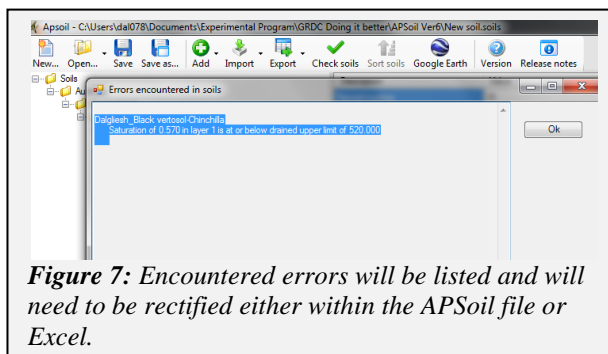 Apsoil - C:\Users\dal078\Documents\Experimental Program\GRDC Doing it better\APSoil Ver6\New soil.soils
New... Open... Save Save as... Add Import Export Check soils Sort soils Google Earth Version Release notes
Soils
Au
Errors encountered in soils
Dalgliesh_Black vertosol-Chinchilla
Saturation of 0.570 in layer 1 is at or below drained upper limit of 520.000
Ok
Figure 7: Encountered errors will be listed and will
need to be rectified either within the APSoil file or
Excel.